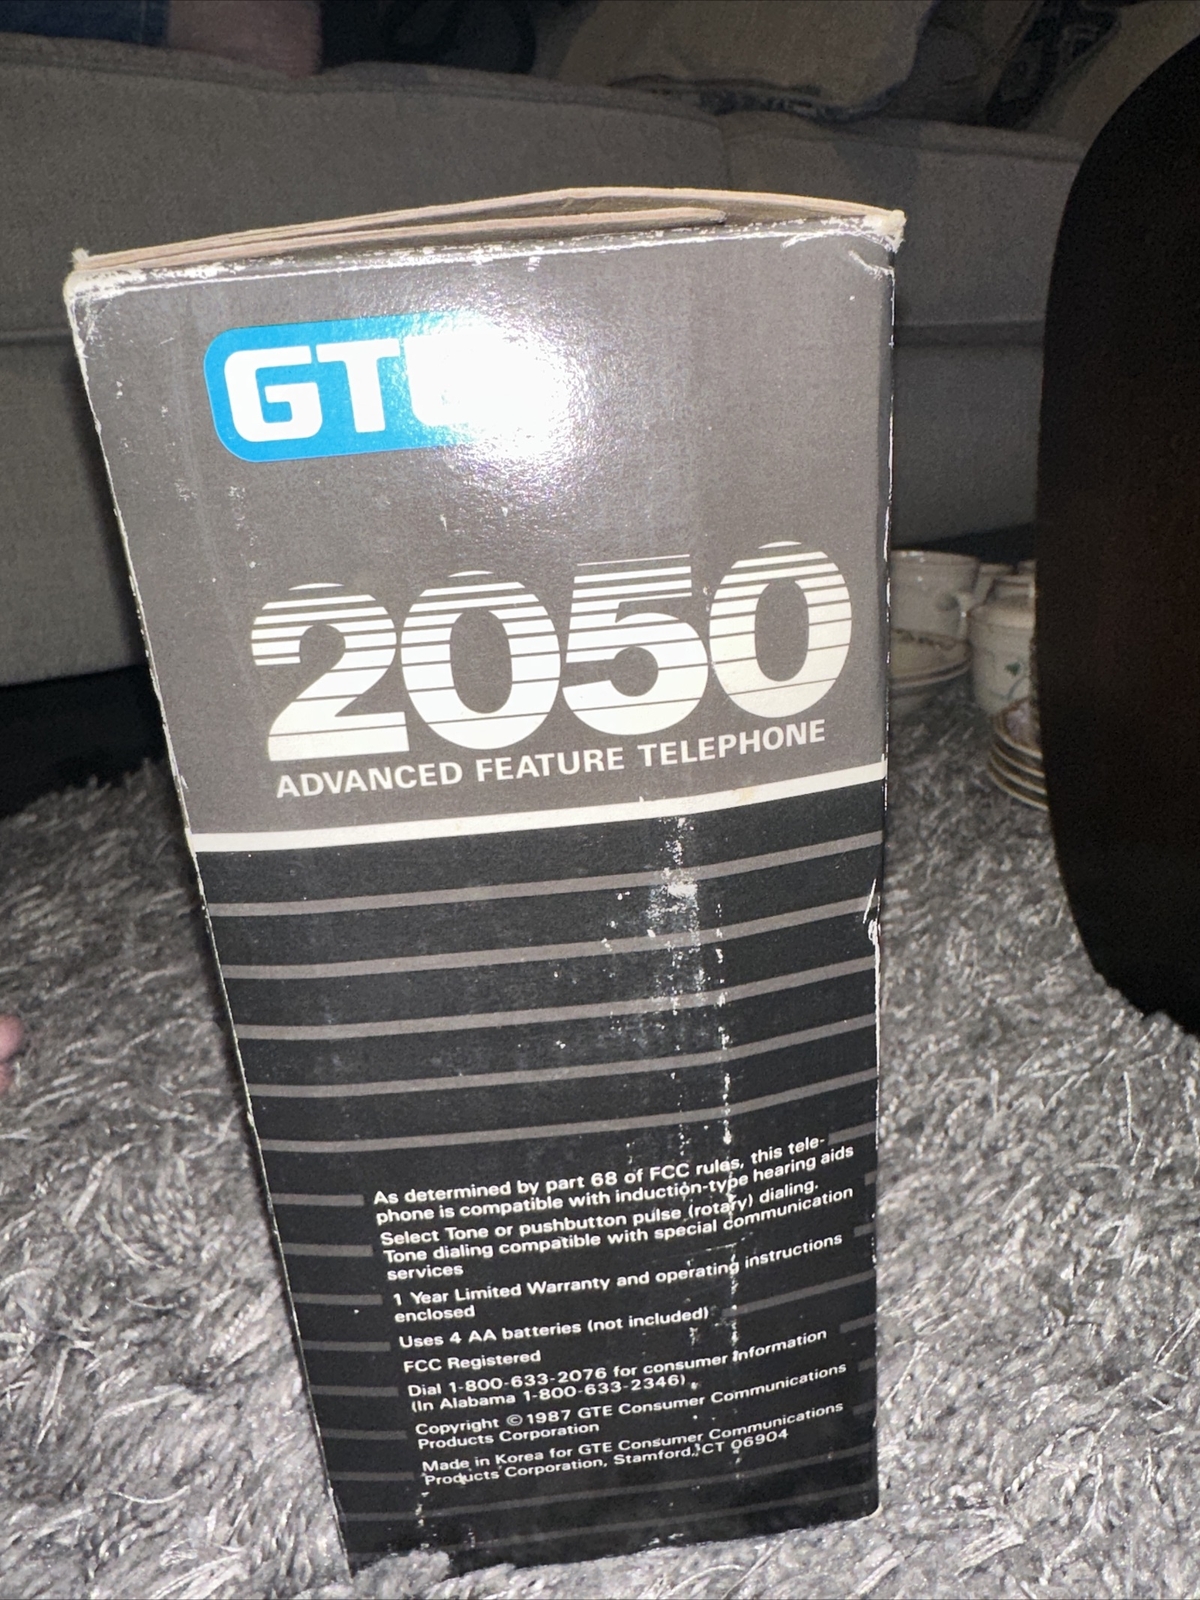 GTE
2050
ADVANCED FEATURE TELEPHONE
As determined by part 68 of FCC rules, this tele-
phone is compatible with induction-type hearing aids
Select Tone or pushbutton pulse (rotary) dialing.
Tone dialing compatible with special communication
services
1 Year Limited Warranty and operating instructions
enclosed
Uses 4 AA batteries (not included)
FCC Registered
Dial 1-800-633-2076 for consumer information
(In Alabama 1-800-633-2346)
Copyright ©1987 GTE Consumer Communications
Products Corporation
Made in Korea for GTE Consumer Communications
Products Corporation, Stamford, CT 06904